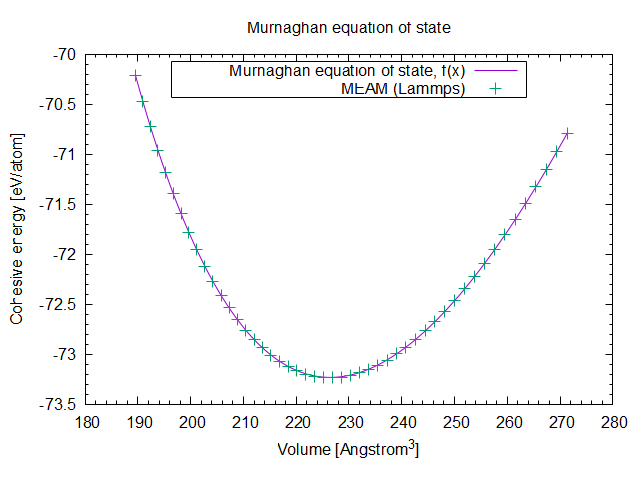 Murnaghan equation of state
-70
-70.5
-71
-71.5
-72
-72.5
-73
-73.5
Cohesive energy [eV/atom]
Murnaghan equation of state, f(x)
MEAM (Lammps)
180 190 200 210 220 230 240 250 260 270 280
Volume [Angstrom³]